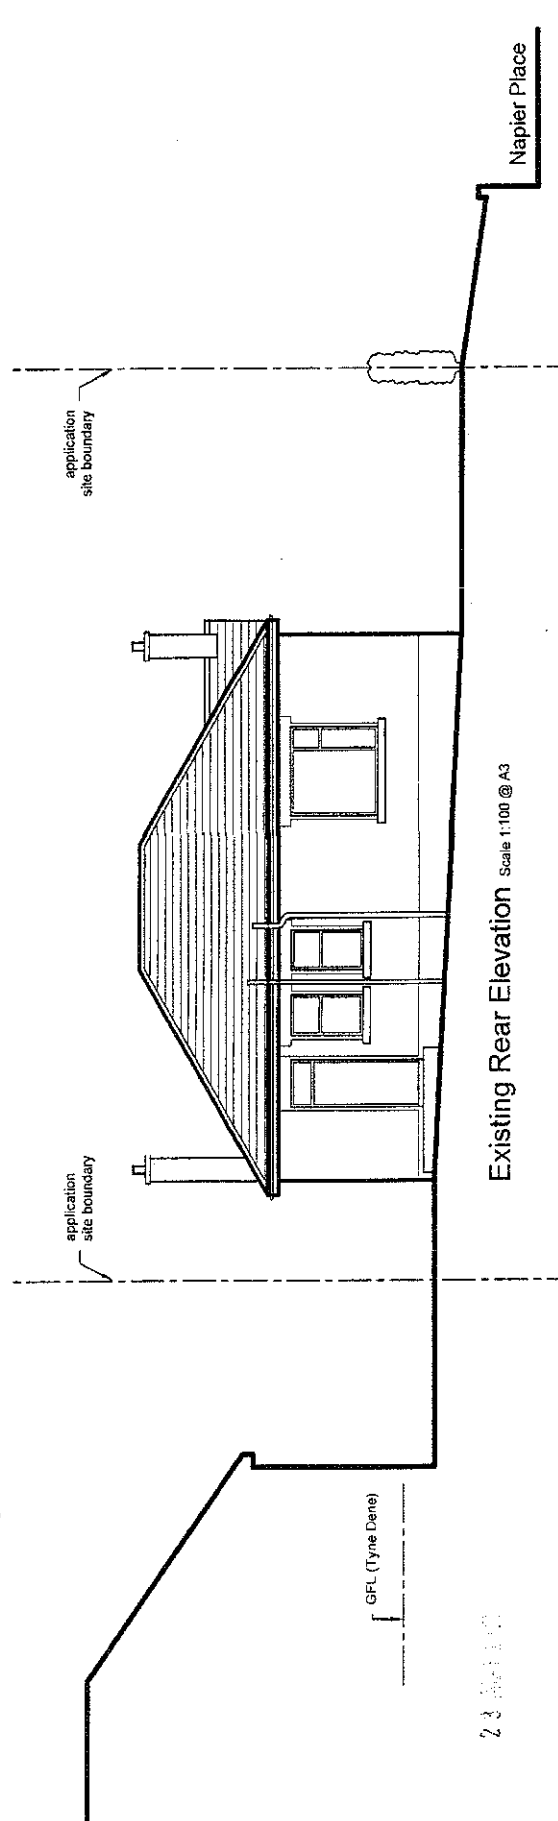 GFL (Tyne Dene)
application
site boundary
Existing Rear Elevation Scale 1:100 @ A3
application
site boundary
Napier Place